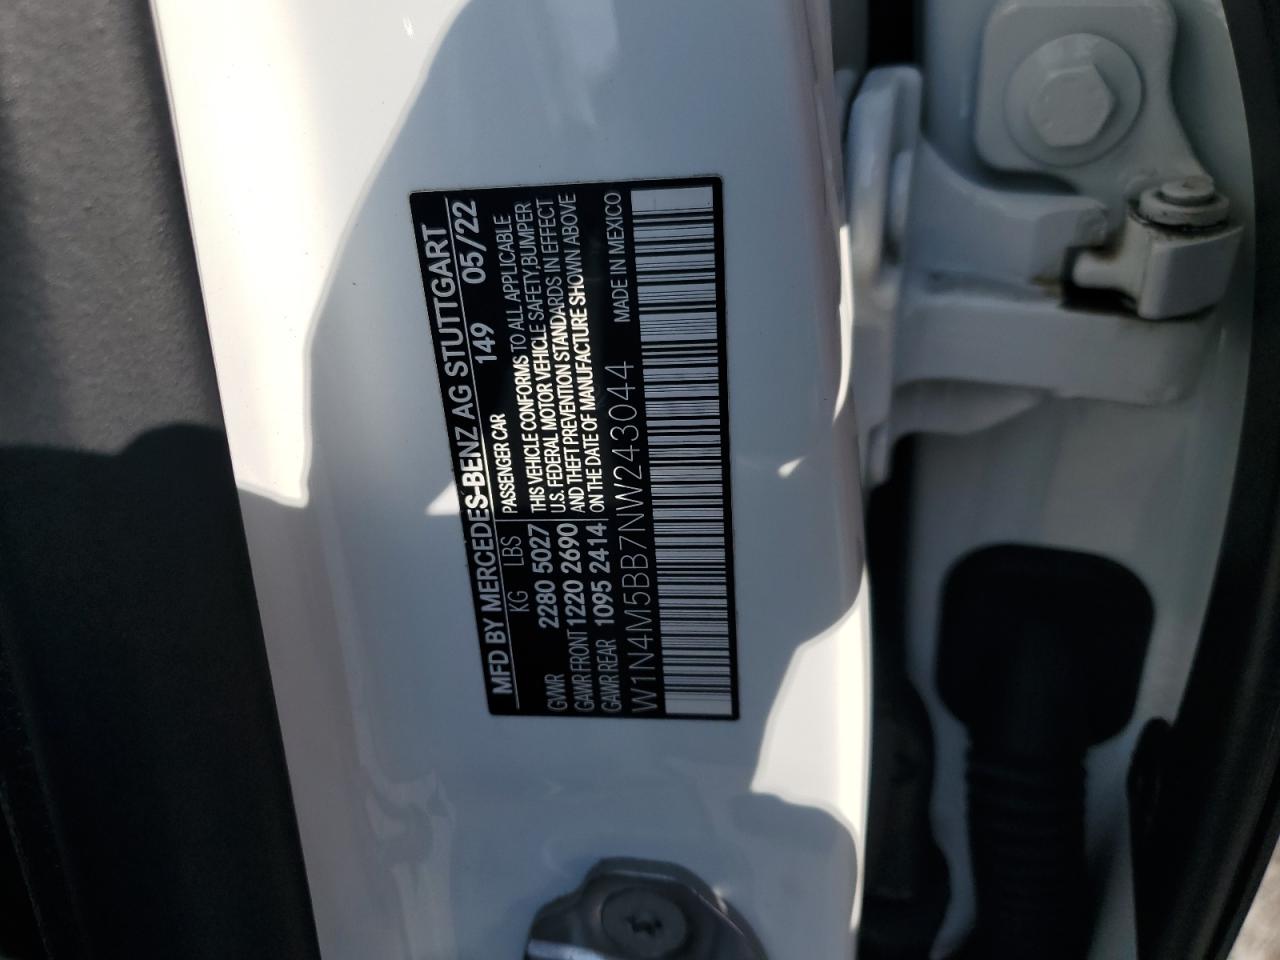 MFD BY MERCEDES-BENZ AG STUTTGART
KG LBS 149 05/22
PASSENGER CAR
GVWR 2280 5027
GAWR FRONT 1220 2690
GAWR REAR 1095 2414
THIS VEHICLE CONFORMS TO ALL APPLICABLE
U.S. FEDERAL MOTOR VEHICLE SAFETY,BUMPER
AND THEFT PREVENTION STANDARDS IN EFFECT
ON THE DATE OF MANUFACTURE SHOWN ABOVE
W1N4M5BB7NW243044 MADE IN MEXICO